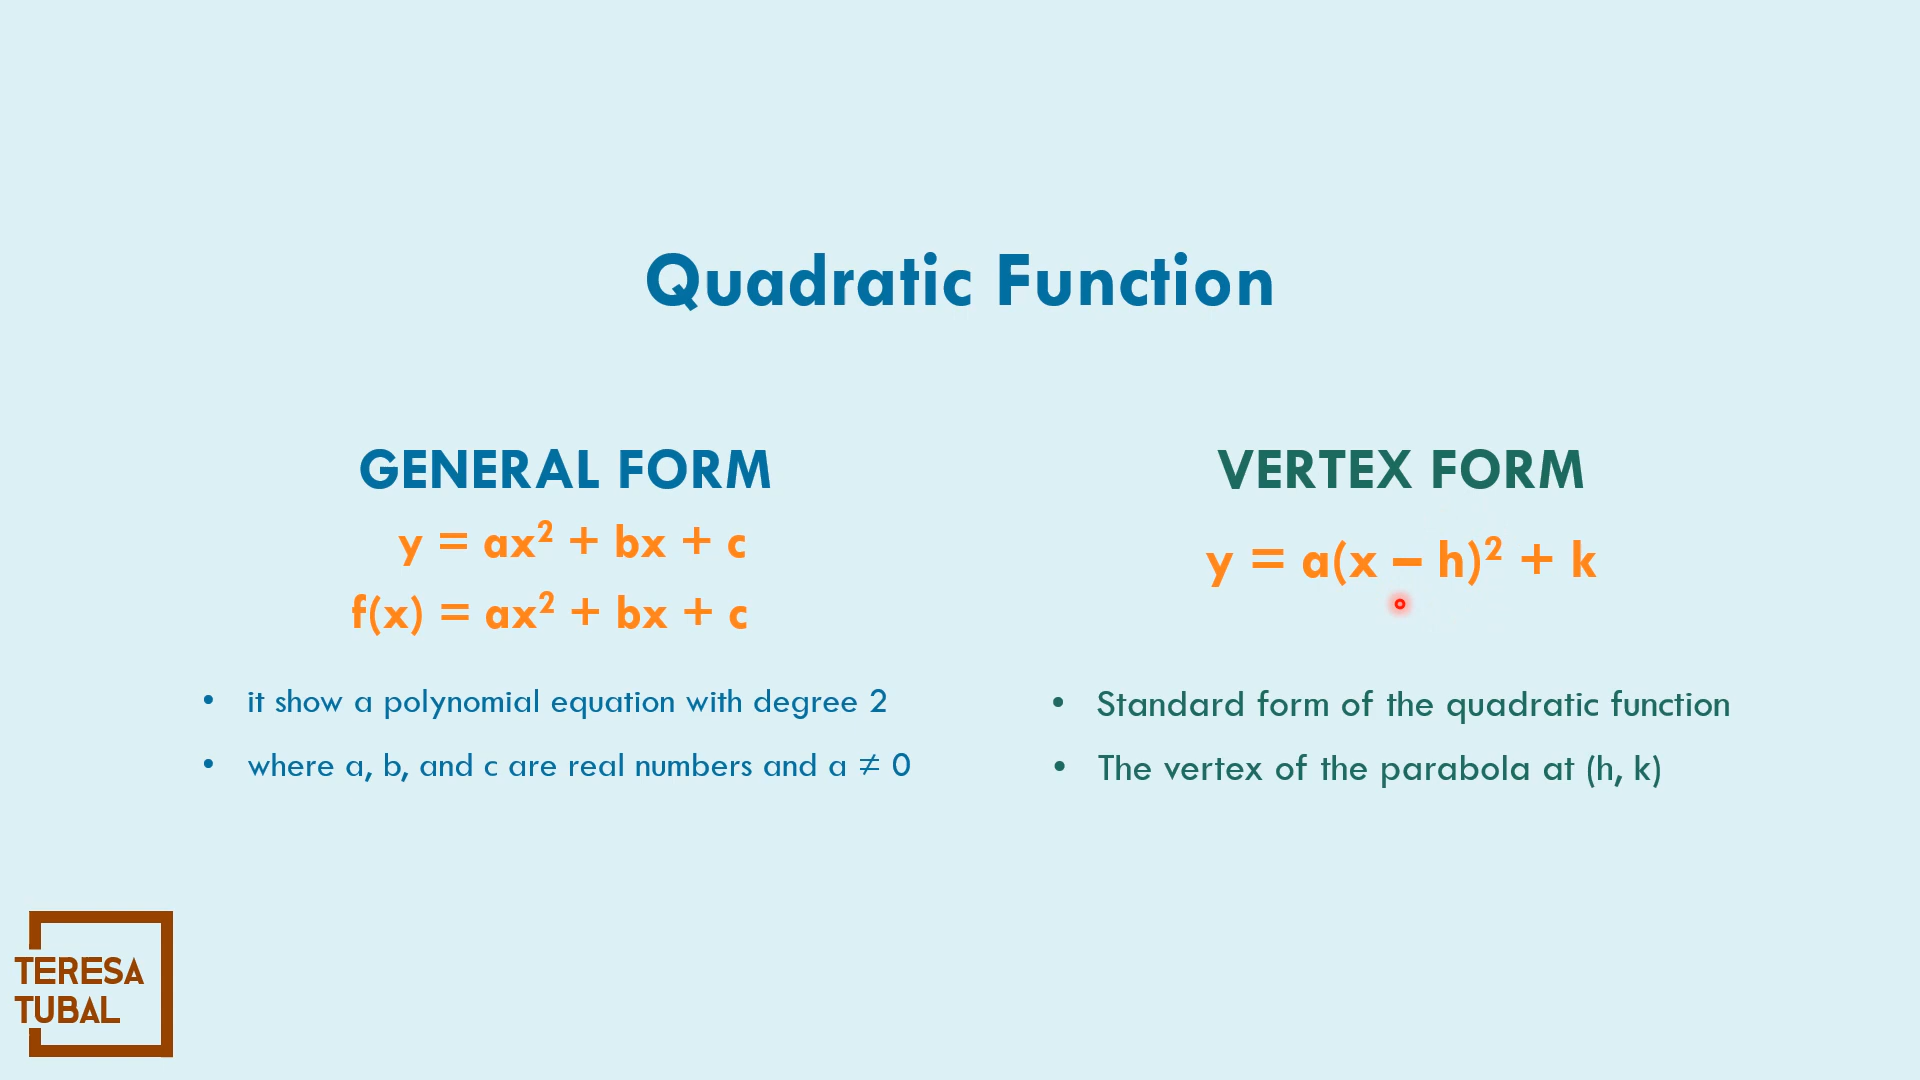 Quadratic Function
GENERAL FORM
y = ax² + bx + c
f(x) = ax² + bx + c
• it show a polynomial equation with degree 2
• where a, b, and c are real numbers and a ≠ 0
VERTEX FORM
y = a(x – h)² + k
• Standard form of the quadratic function
• The vertex of the parabola at (h, k)
TERESA
TUBAL